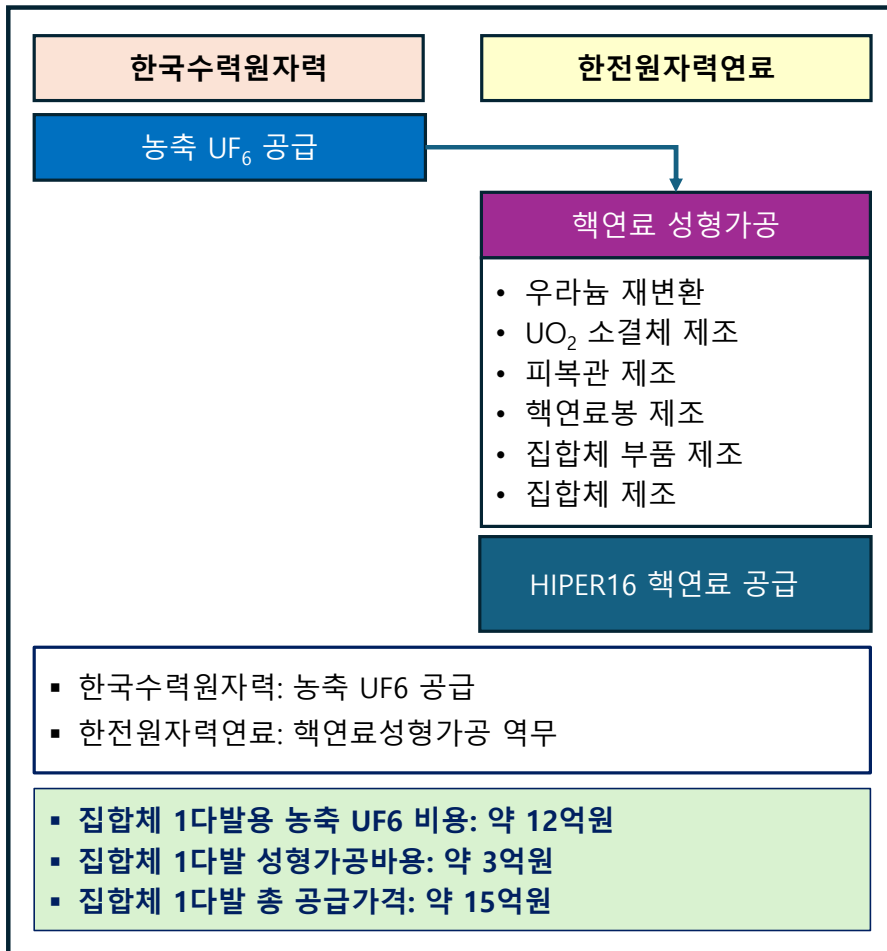 한국수력원자력
한전원자력연료
농축 UF₆ 공급
핵연료 성형가공
• 우라늄 재변환
• UO₂ 소결체 제조
• 피복관 제조
• 핵연료봉 제조
• 집합체 부품 제조
• 집합체 제조
HIPER16 핵연료 공급
▪ 한국수력원자력: 농축 UF6 공급
▪ 한전원자력연료: 핵연료성형가공 역무
▪ 집합체 1다발용 농축 UF6 비용: 약 12억원
▪ 집합체 1다발 성형가공비용: 약 3억원
▪ 집합체 1다발 총 공급가격: 약 15억원